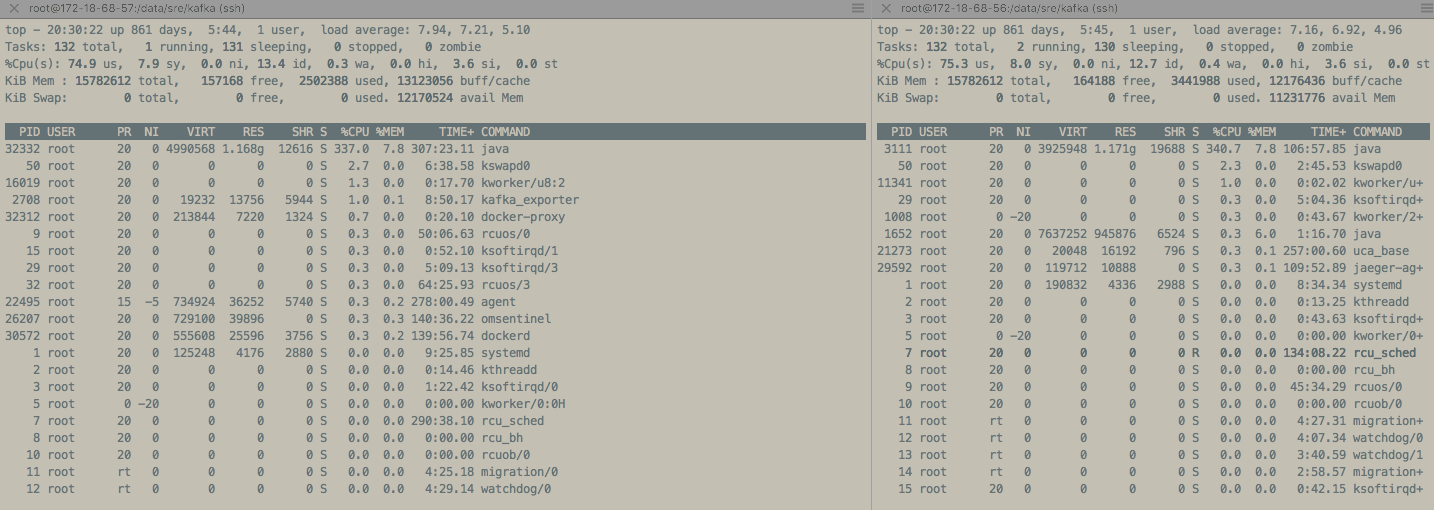 root@172-18-68-57:/data/sre/kafka (ssh)
top - 20:30:22 up 861 days,  5:44,  1 user,  load average: 7.94, 7.21, 5.10
Tasks: 132 total,   1 running, 131 sleeping,   0 stopped,   0 zombie
%Cpu(s): 74.9 us,  7.9 sy,  0.0 ni, 13.4 id,  0.3 wa,  0.0 hi,  3.6 si,  0.0 st
KiB Mem : 15782612 total,   157168 free,  2502388 used, 13123056 buff/cache
KiB Swap:        0 total,        0 free,        0 used. 12170524 avail Mem
PID USER      PR  NI    VIRT    RES    SHR S  %CPU %MEM     TIME+ COMMAND
32332 root      20   0 4990568 1.168g  12616 S 337.0  7.8 307:23.11 java
50 root      20   0       0      0      0 S   2.7  0.0   6:38.58 kswapd0
16019 root      20   0       0      0      0 S   1.3  0.0   0:17.70 kworker/u8:2
2708 root      20   0   19232  13756   5944 S   1.0  0.1   8:50.17 kafka_exporter
32312 root      20   0  213844   7220   1324 S   0.7  0.0   0:20.10 docker-proxy
9 root      20   0       0      0      0 S   0.3  0.0  50:06.63 rcuos/0
15 root      20   0       0      0      0 S   0.3  0.0   0:52.10 ksoftirqd/1
29 root      20   0       0      0      0 S   0.3  0.0   5:09.13 ksoftirqd/3
32 root      20   0       0      0      0 S   0.3  0.0  64:25.93 rcuos/3
22495 root      15  -5  734924  36252   5740 S   0.3  0.2 278:00.49 agent
26207 root      20   0  729100  39896      0 S   0.3  0.3 140:36.22 omsentinel
30572 root      20   0  555608  25596   3756 S   0.3  0.2 139:56.74 dockerd
1 root      20   0  125248   4176   2880 S   0.0  0.0   9:25.85 systemd
2 root      20   0       0      0      0 S   0.0  0.0   0:14.46 kthreadd
3 root      20   0       0      0      0 S   0.0  0.0   1:22.42 ksoftirqd/0
5 root       0 -20       0      0      0 S   0.0  0.0   0:00.00 kworker/0:0H
7 root      20   0       0      0      0 S   0.0  0.0 290:38.10 rcu_sched
8 root      20   0       0      0      0 S   0.0  0.0   0:00.00 rcu_bh
10 root      20   0       0      0      0 S   0.0  0.0   0:00.00 rcuob/0
11 root      rt   0       0      0      0 S   0.0  0.0   4:25.18 migration/0
12 root      rt   0       0      0      0 S   0.0  0.0   4:29.14 watchdog/0
root@172-18-68-56:/data/sre/kafka (ssh)
top - 20:30:22 up 861 days,  5:45,  1 user,  load average: 7.16, 6.92, 4.96
Tasks: 132 total,   2 running, 130 sleeping,   0 stopped,   0 zombie
%Cpu(s): 75.3 us,  8.0 sy,  0.0 ni, 12.7 id,  0.4 wa,  0.0 hi,  3.6 si,  0.0 st
KiB Mem : 15782612 total,   164188 free,  3441988 used, 12176436 buff/cache
KiB Swap:        0 total,        0 free,        0 used. 11231776 avail Mem
PID USER      PR  NI    VIRT    RES    SHR S  %CPU %MEM     TIME+ COMMAND
3111 root      20   0 3925948 1.171g  19688 S 340.7  7.8 106:57.85 java
50 root      20   0       0      0      0 S   2.3  0.0   2:45.53 kswapd0
11341 root      20   0       0      0      0 S   1.0  0.0   0:02.02 kworker/u+
29 root      20   0       0      0      0 S   0.3  0.0   5:04.36 ksoftirqd+
1008 root       0 -20       0      0      0 S   0.3  0.0   0:43.67 kworker/2+
1652 root      20   0 7637252 945876   6524 S   0.3  6.0   1:16.70 java
21273 root      20   0   20048  16192    796 S   0.3  0.1 257:00.60 uca_base
29592 root      20   0  119712  10888      0 S   0.3  0.1 109:52.89 jaeger-ag+
1 root      20   0  190832   4336   2988 S   0.0  0.0   8:34.34 systemd
2 root      20   0       0      0      0 S   0.0  0.0   0:13.25 kthreadd
3 root      20   0       0      0      0 S   0.0  0.0   0:43.63 ksoftirqd+
5 root       0 -20       0      0      0 S   0.0  0.0   0:00.00 kworker/0+
7 root      20   0       0      0      0 R   0.0  0.0 134:08.22 rcu_sched
8 root      20   0       0      0      0 S   0.0  0.0   0:00.00 rcu_bh
9 root      20   0       0      0      0 S   0.0  0.0  45:34.29 rcuos/0
10 root      20   0       0      0      0 S   0.0  0.0   0:00.00 rcuob/0
11 root      rt   0       0      0      0 S   0.0  0.0   4:27.31 migration+
12 root      rt   0       0      0      0 S   0.0  0.0   4:07.34 watchdog/0
13 root      rt   0       0      0      0 S   0.0  0.0   3:40.59 watchdog/1
14 root      rt   0       0      0      0 S   0.0  0.0   2:58.57 migration+
15 root      20   0       0      0      0 S   0.0  0.0   0:42.15 ksoftirqd+